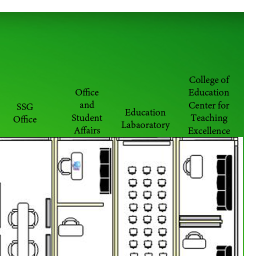 SSG
Office
Office
and
Student
Affairs
Education
Labaoratory
College of
Education
Center for
Teaching
Excellence